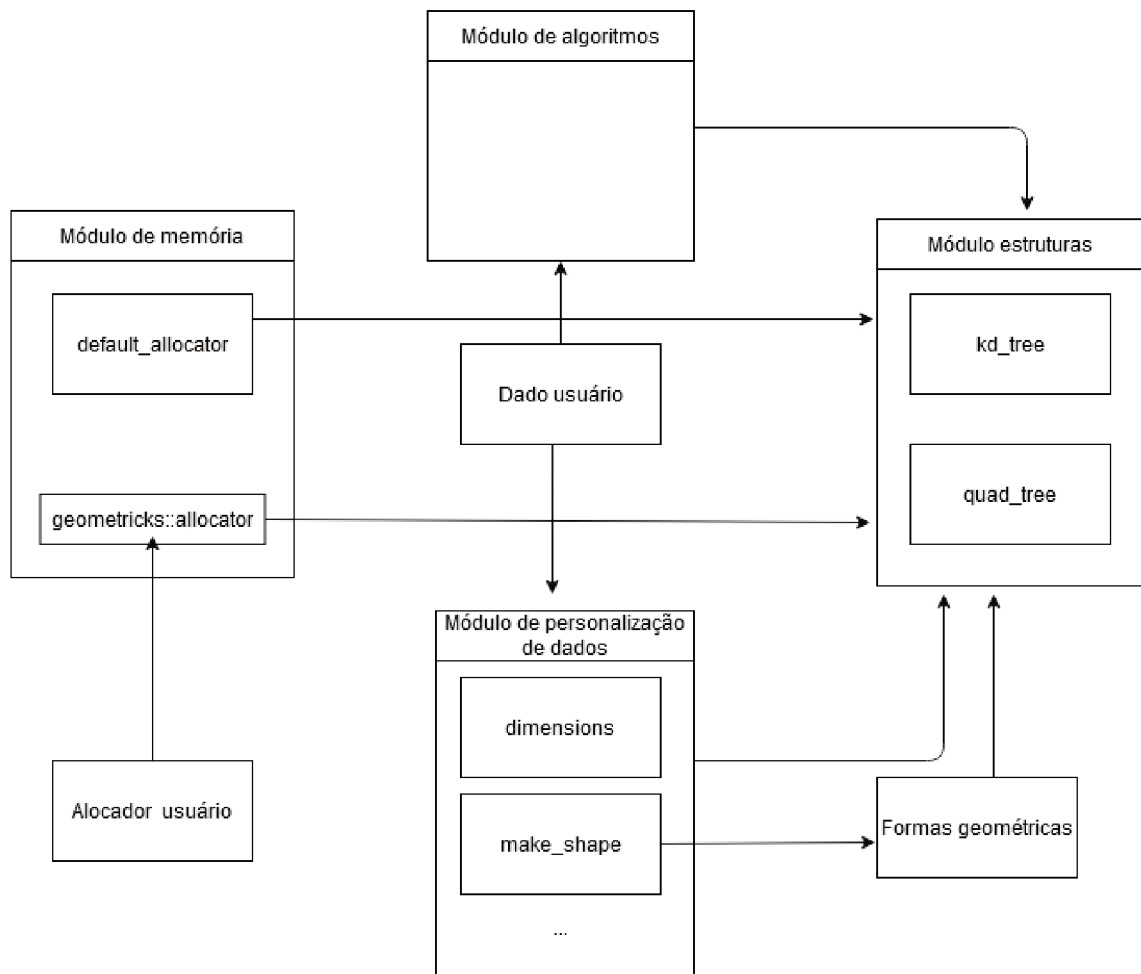 Módulo de algoritmos
Módulo de memória
Módulo estruturas
default_allocator
kd_tree
Dado usuário
quad_tree
geometricks::allocator
Módulo de personalização
de dados
dimensions
Alocador usuário
Formas geométricas
make_shape
...